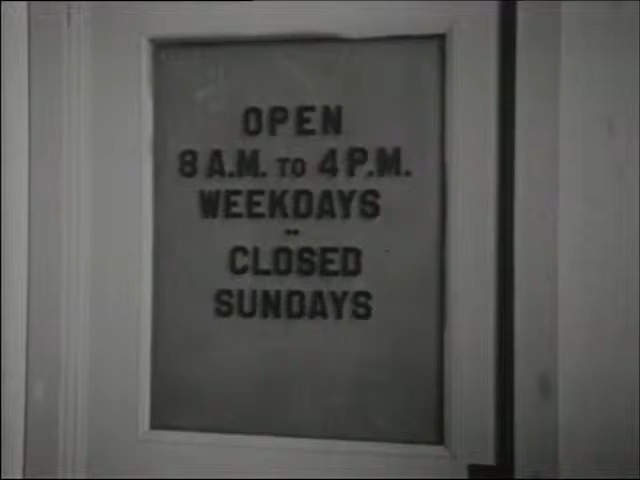 OPEN
8 A.M. TO 4 P.M.
WEEKDAYS
--
CLOSED
SUNDAYS